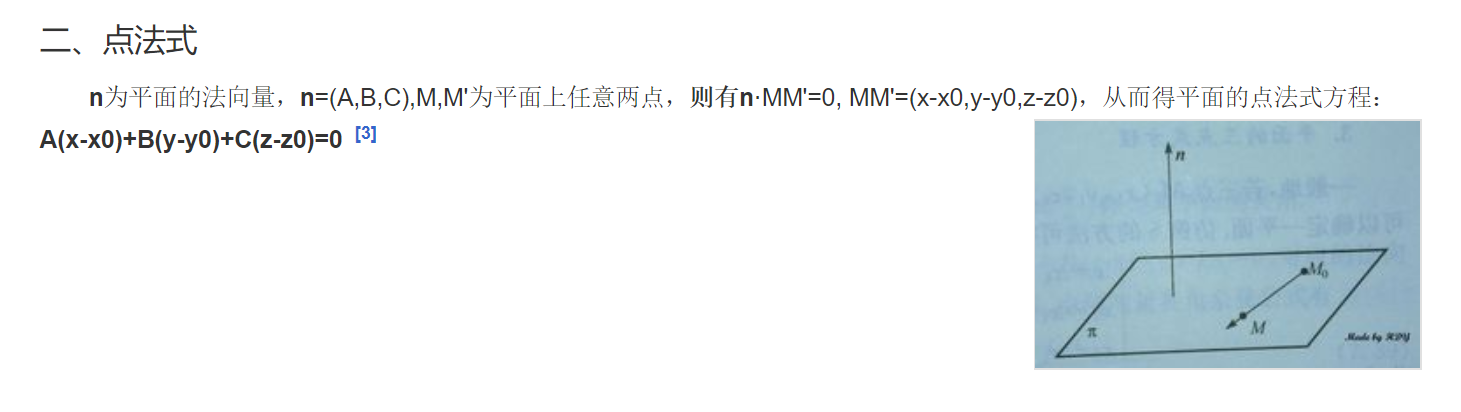 二、点法式
n为平面的法向量，n=(A,B,C),M,M'为平面上任意两点，则有n·MM'=0, MM'=(x-x0,y-y0,z-z0)，从而得平面的点法式方程：
A(x-x0)+B(y-y0)+C(z-z0)=0 [3]
n
M₀
M
π
Made by XDY